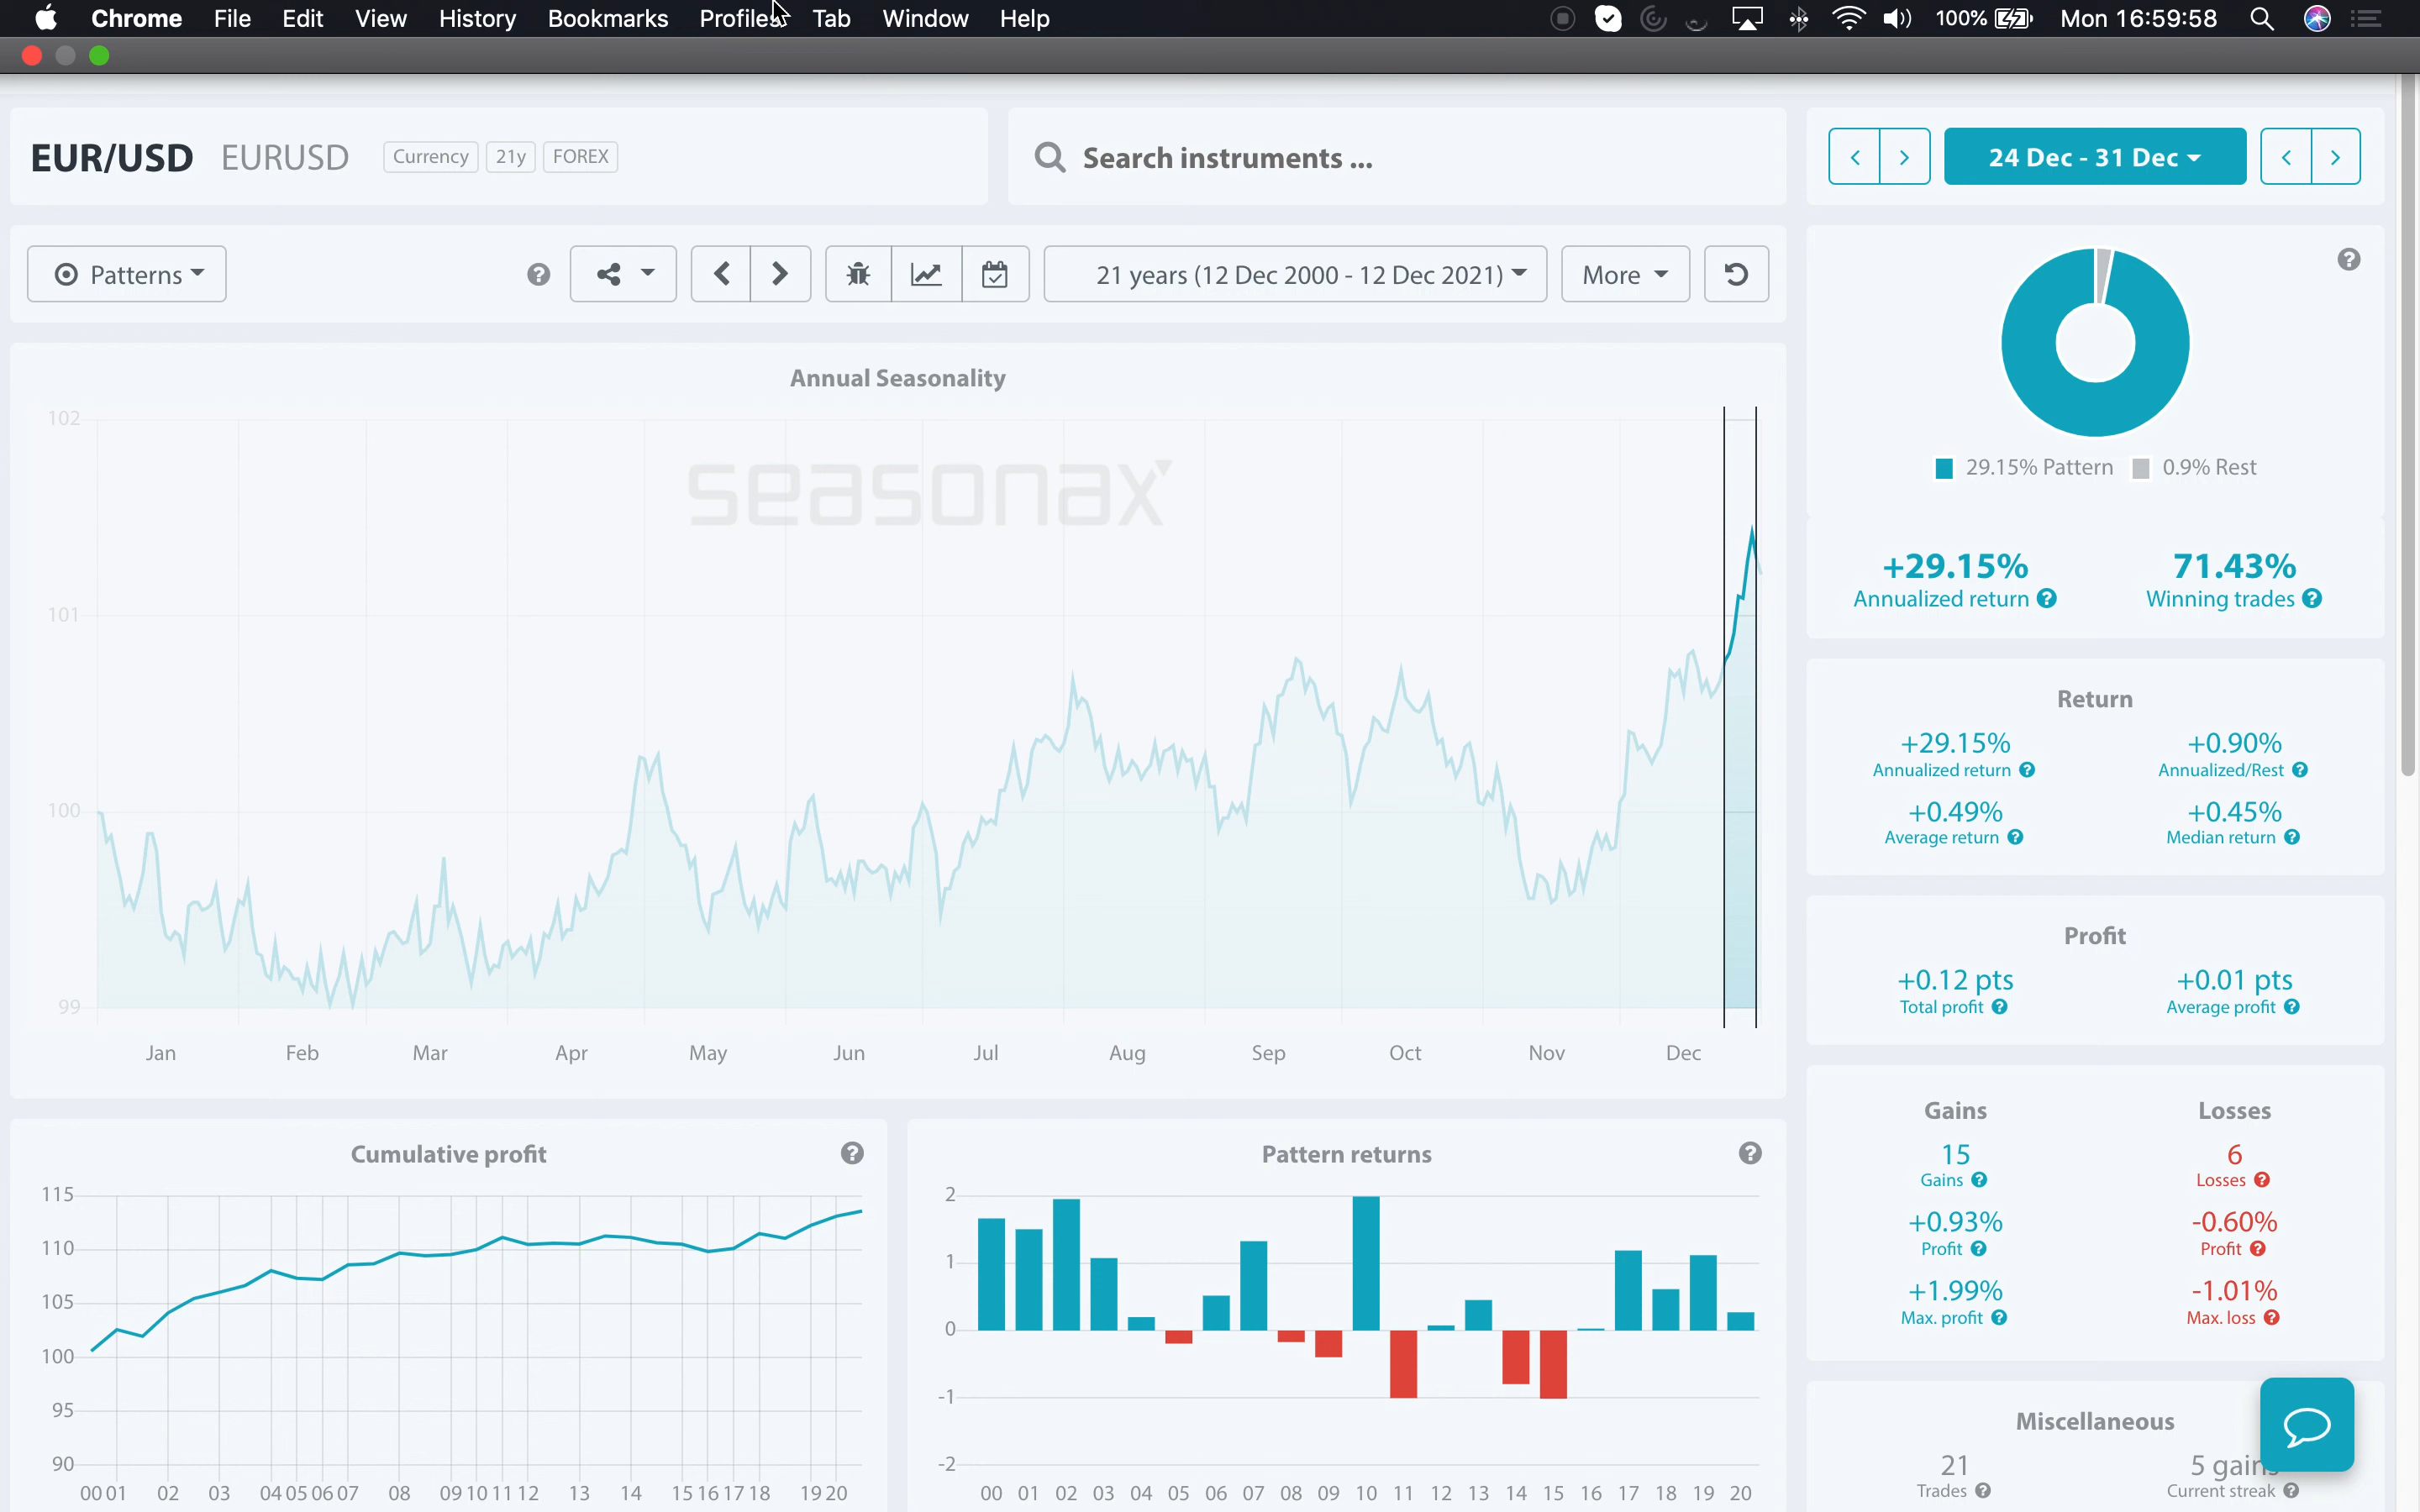 Chrome File Edit View History Bookmarks Profiles Tab Window Help 100% Mon 16:59:58
EUR/USD EURUSD Currency 21y FOREX
Search instruments ...
24 Dec - 31 Dec
Patterns
21 years (12 Dec 2000 - 12 Dec 2021)
More
Annual Seasonality
seasonax
102
101
100
99
Jan Feb Mar Apr May Jun Jul Aug Sep Oct Nov Dec
29.15% Pattern 0.9% Rest
+29.15% 71.43%
Annualized return Winning trades
Return
+29.15% +0.90%
Annualized return Annualized/Rest
+0.49% +0.45%
Average return Median return
Profit
+0.12 pts +0.01 pts
Total profit Average profit
Gains Losses
15 6
Gains Losses
+0.93% -0.60%
Profit Profit
+1.99% -1.01%
Max. profit Max. loss
Miscellaneous
21 5 gains
Trades Current streak
Cumulative profit
115
110
105
100
95
90
00 01 02 03 04 05 06 07 08 09 10 11 12 13 14 15 16 17 18 19 20
Pattern returns
2
1
0
-1
-2
00 01 02 03 04 05 06 07 08 09 10 11 12 13 14 15 16 17 18 19 20